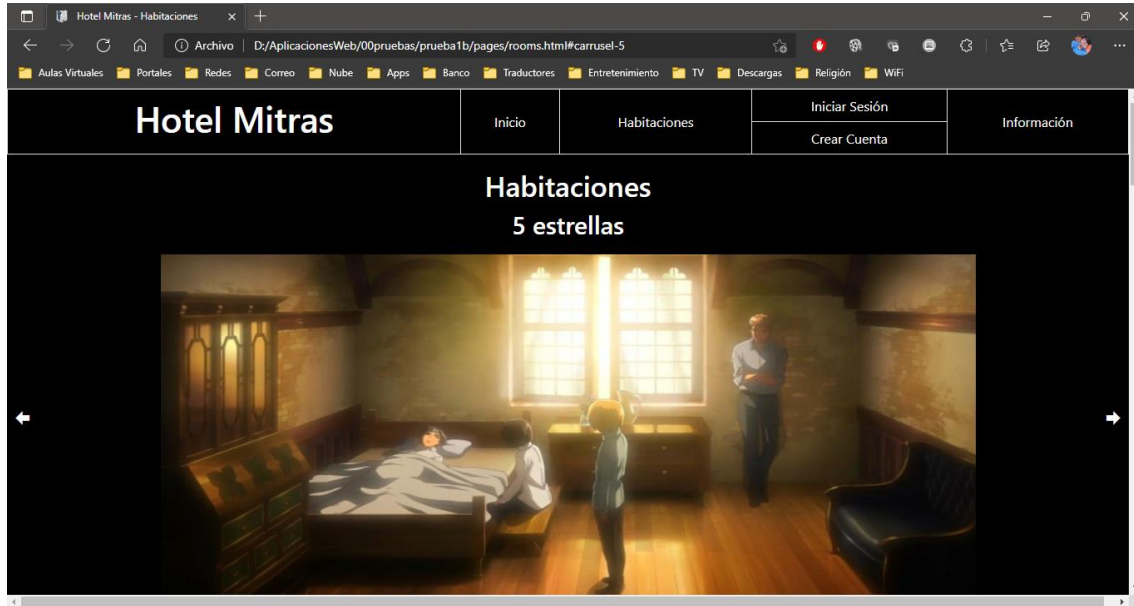 Hotel Mitras - Habitaciones
Archivo D:/AplicacionesWeb/00pruebas/prueba1b/pages/rooms.html#carrusel-5
Aulas Virtuales Portales Redes Correo Nube Apps Banco Traductores Entretenimiento TV Descargas Religión WiFi
Hotel Mitras
Inicio
Habitaciones
Iniciar Sesión
Crear Cuenta
Información
Habitaciones
5 estrellas